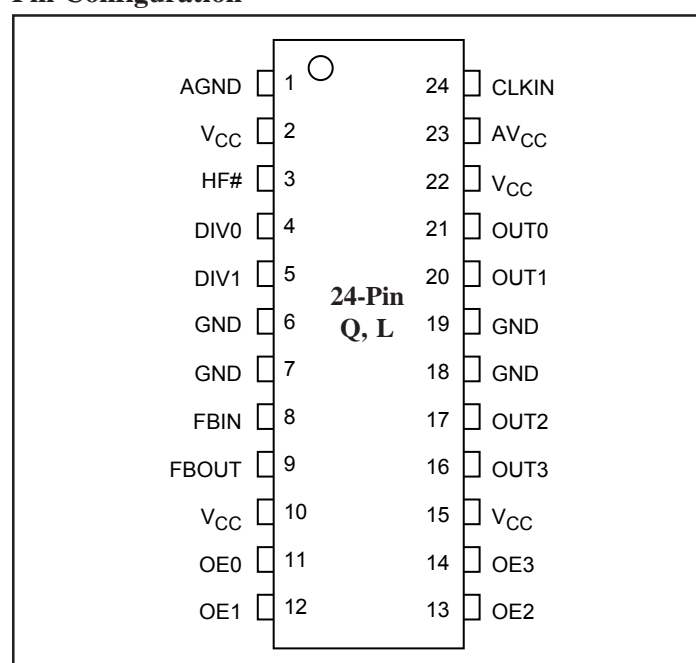 Pin Configuration
AGND 1 24 CLKIN
VCC 2 23 AVCC
HF# 3 22 VCC
DIV0 4 21 OUT0
DIV1 5 20 OUT1
24-Pin
Q, L
GND 6 19 GND
GND 7 18 GND
FBIN 8 17 OUT2
FBOUT 9 16 OUT3
VCC 10 15 VCC
OE0 11 14 OE3
OE1 12 13 OE2